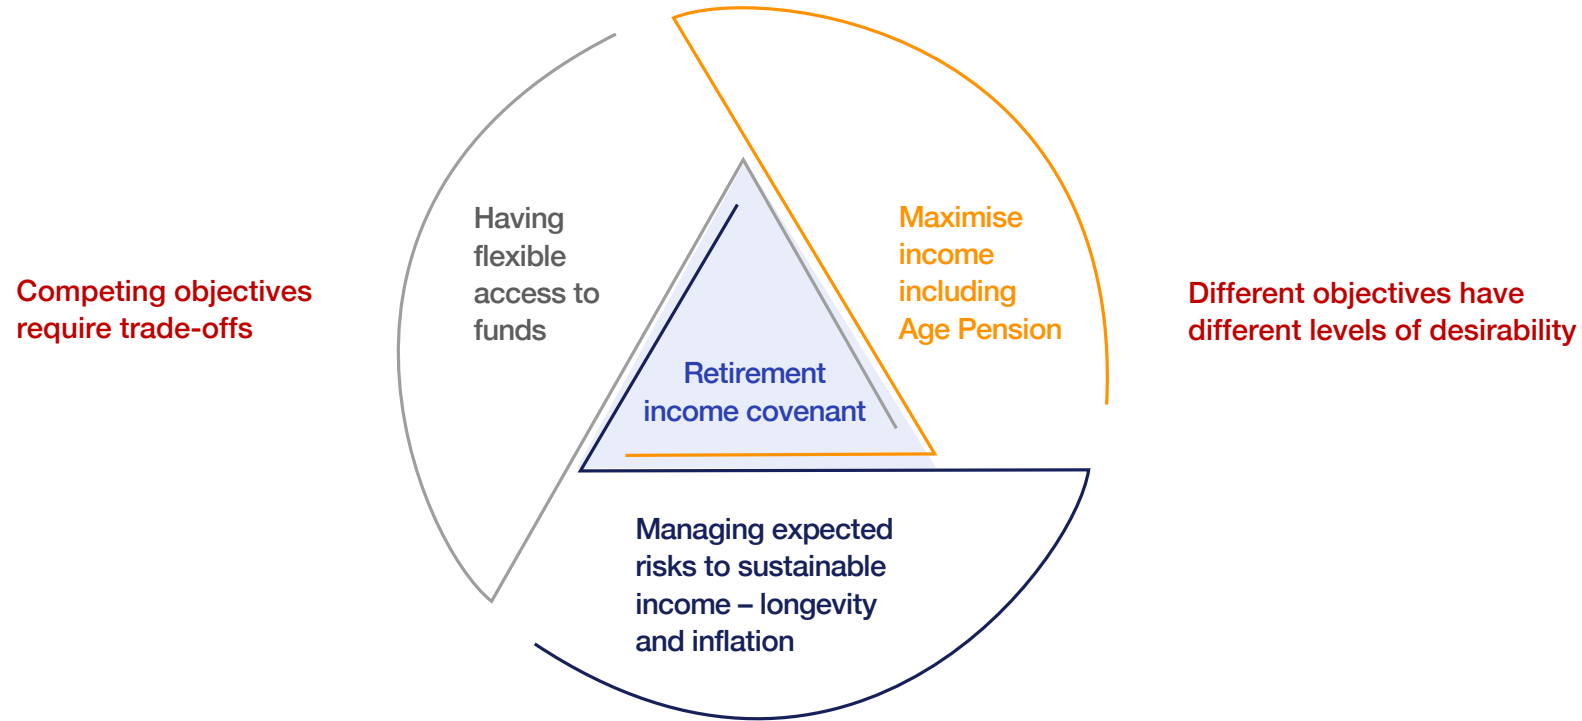 Competing objectives
require trade-offs
Having
flexible
access to
funds
Maximise
income
including
Age Pension
Different objectives have
different levels of desirability
Retirement
income covenant
Managing expected
risks to sustainable
income – longevity
and inflation